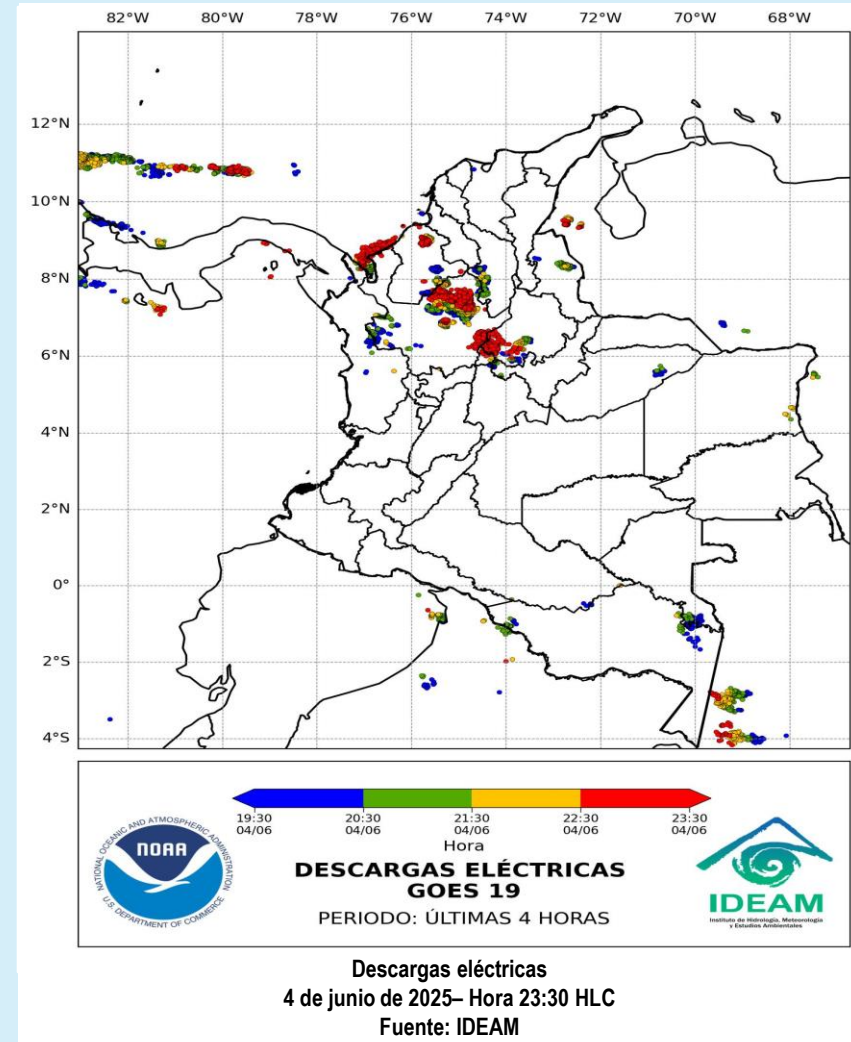 82°W 80°W 78°W 76°W 74°W 72°W 70°W 68°W
12°N
10°N
8°N
6°N
4°N
2°N
0°
2°S
4°S
19:30 20:30 21:30 22:30 23:30
04/06 04/06 04/06 04/06 04/06
Hora
DESCARGAS ELÉCTRICAS
GOES 19
PERIODO: ÚLTIMAS 4 HORAS
NATIONAL OCEANIC AND ATMOSPHERIC ADMINISTRATION
NOAA
U.S. DEPARTMENT OF COMMERCE
IDEAM
Instituto de Hidrología, Meteorología
y Estudios Ambientales
Descargas eléctricas
4 de junio de 2025– Hora 23:30 HLC
Fuente: IDEAM